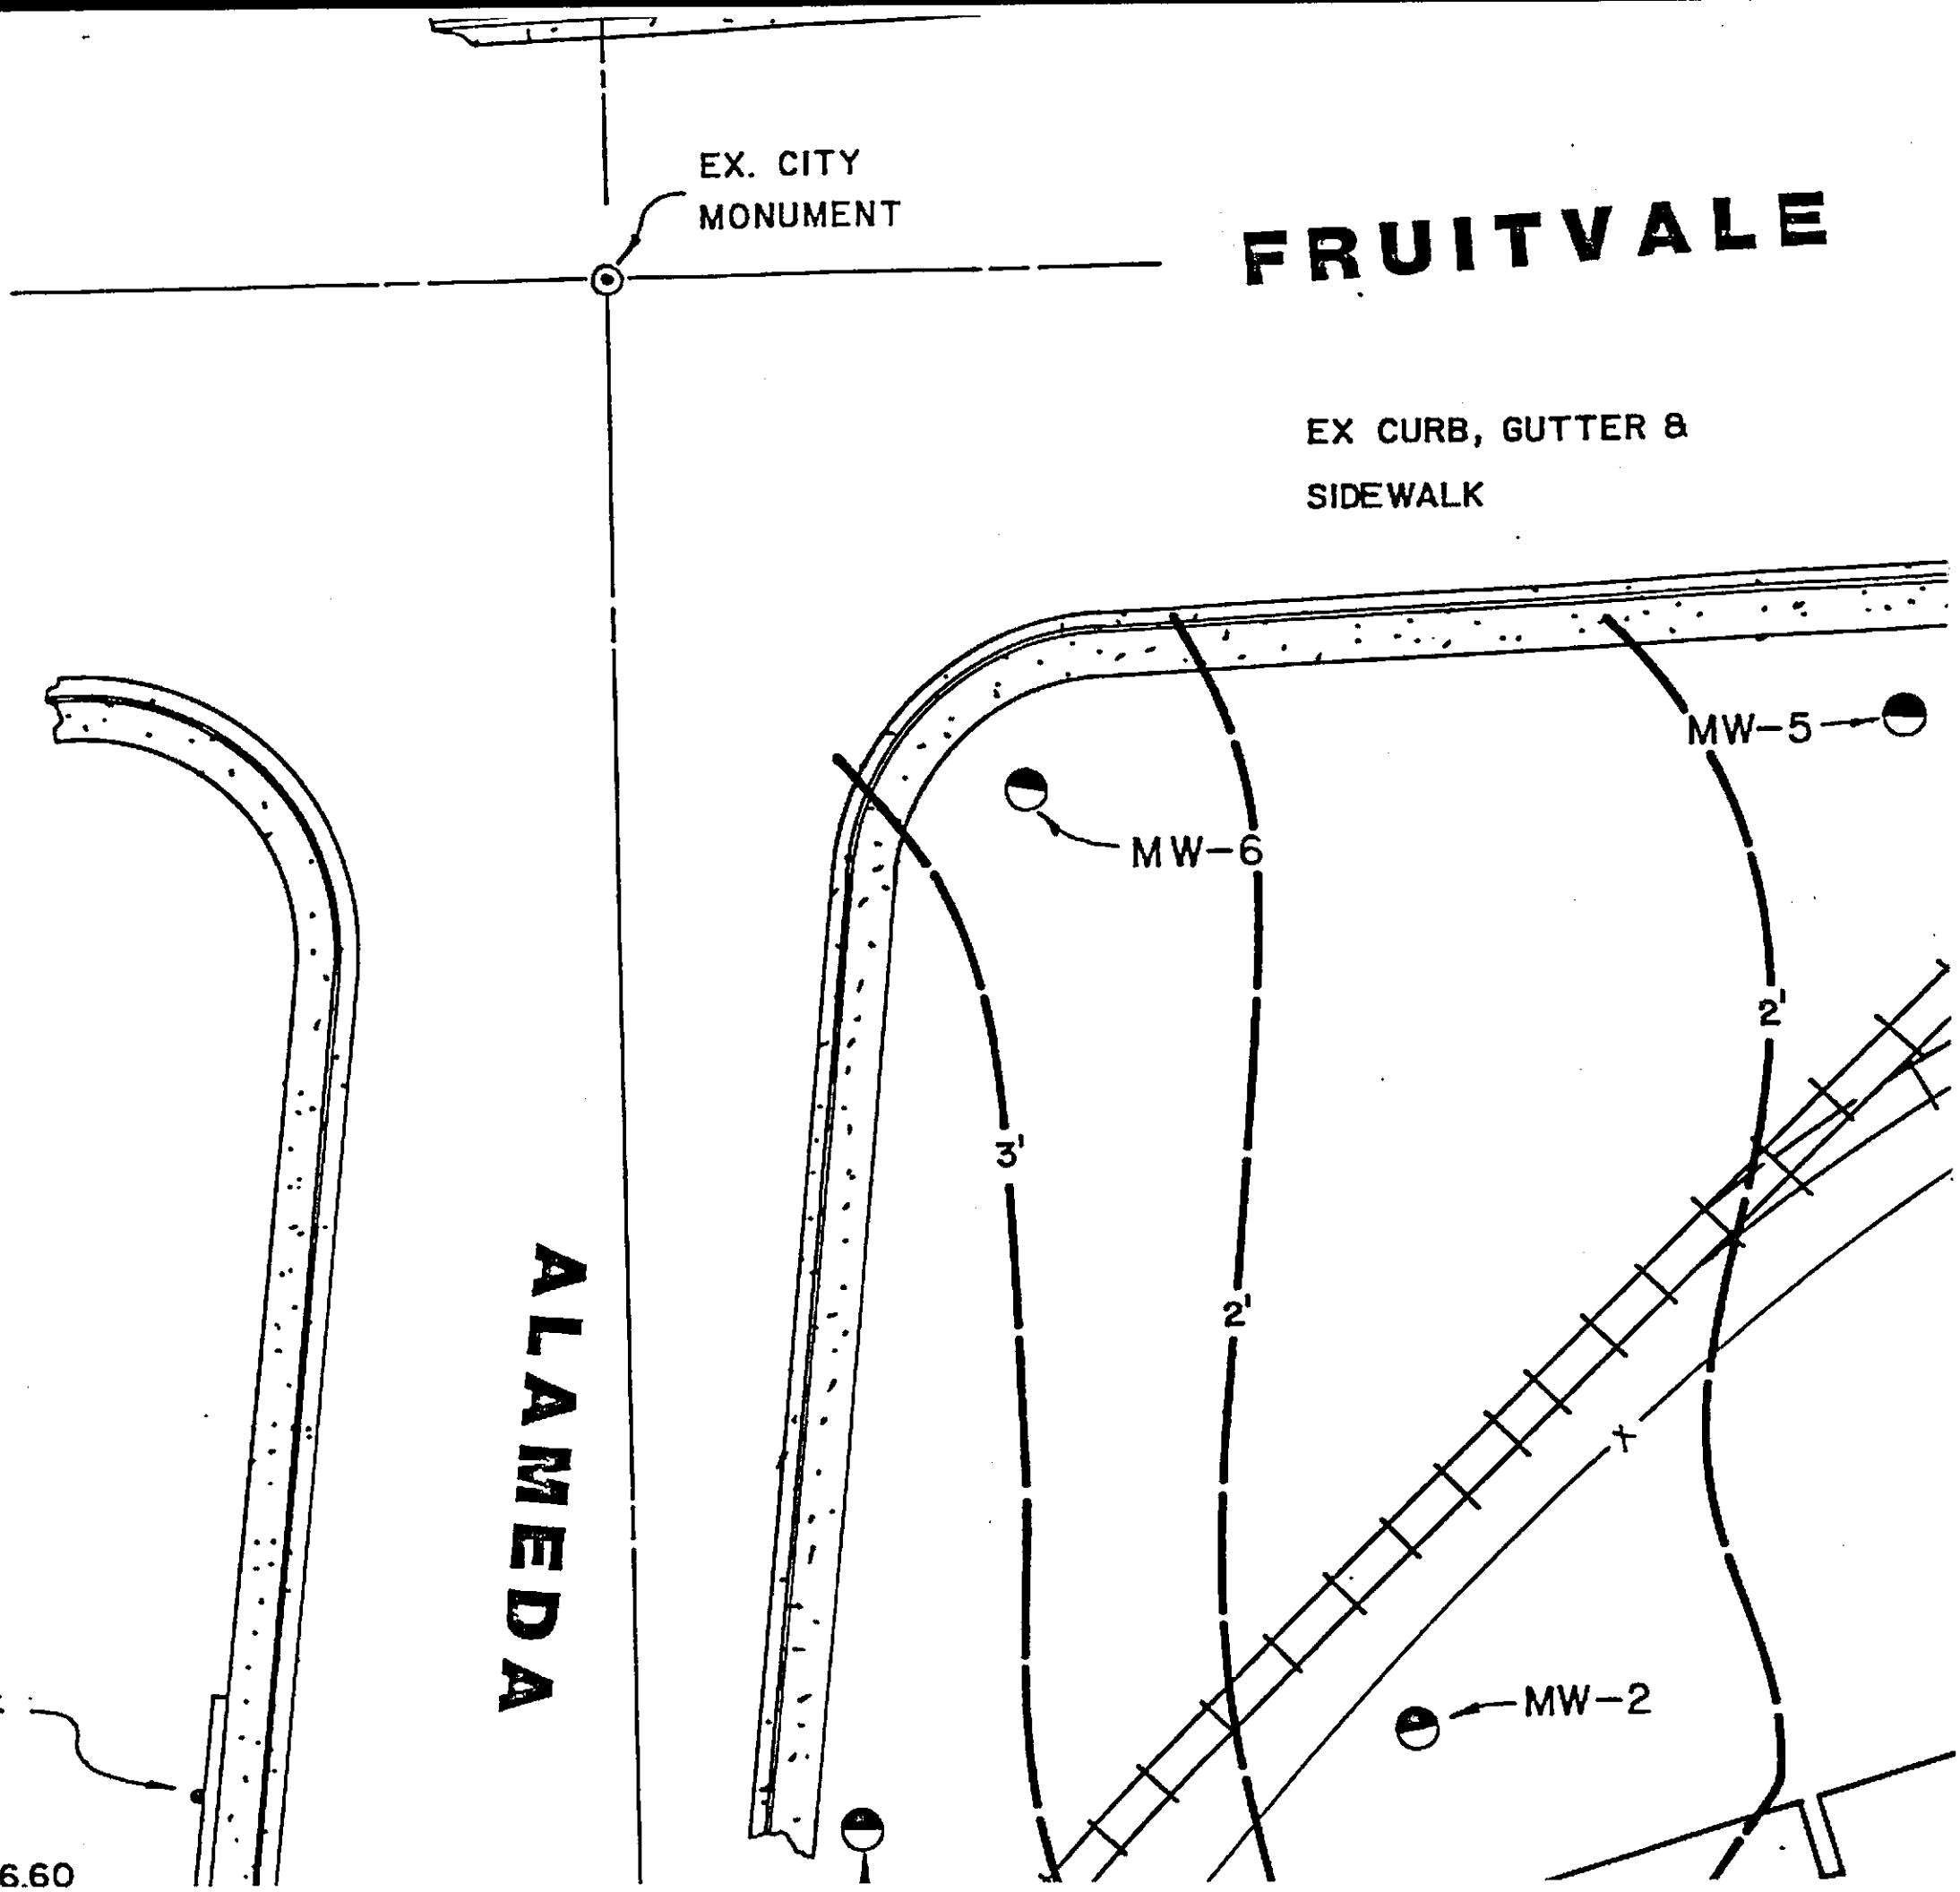 EX. CITY
MONUMENT
FRUITVALE
EX CURB, GUTTER &
SIDEWALK
MW-5
MW-6
2'
3'
ALAMEDA
2'
MW-2
6.60